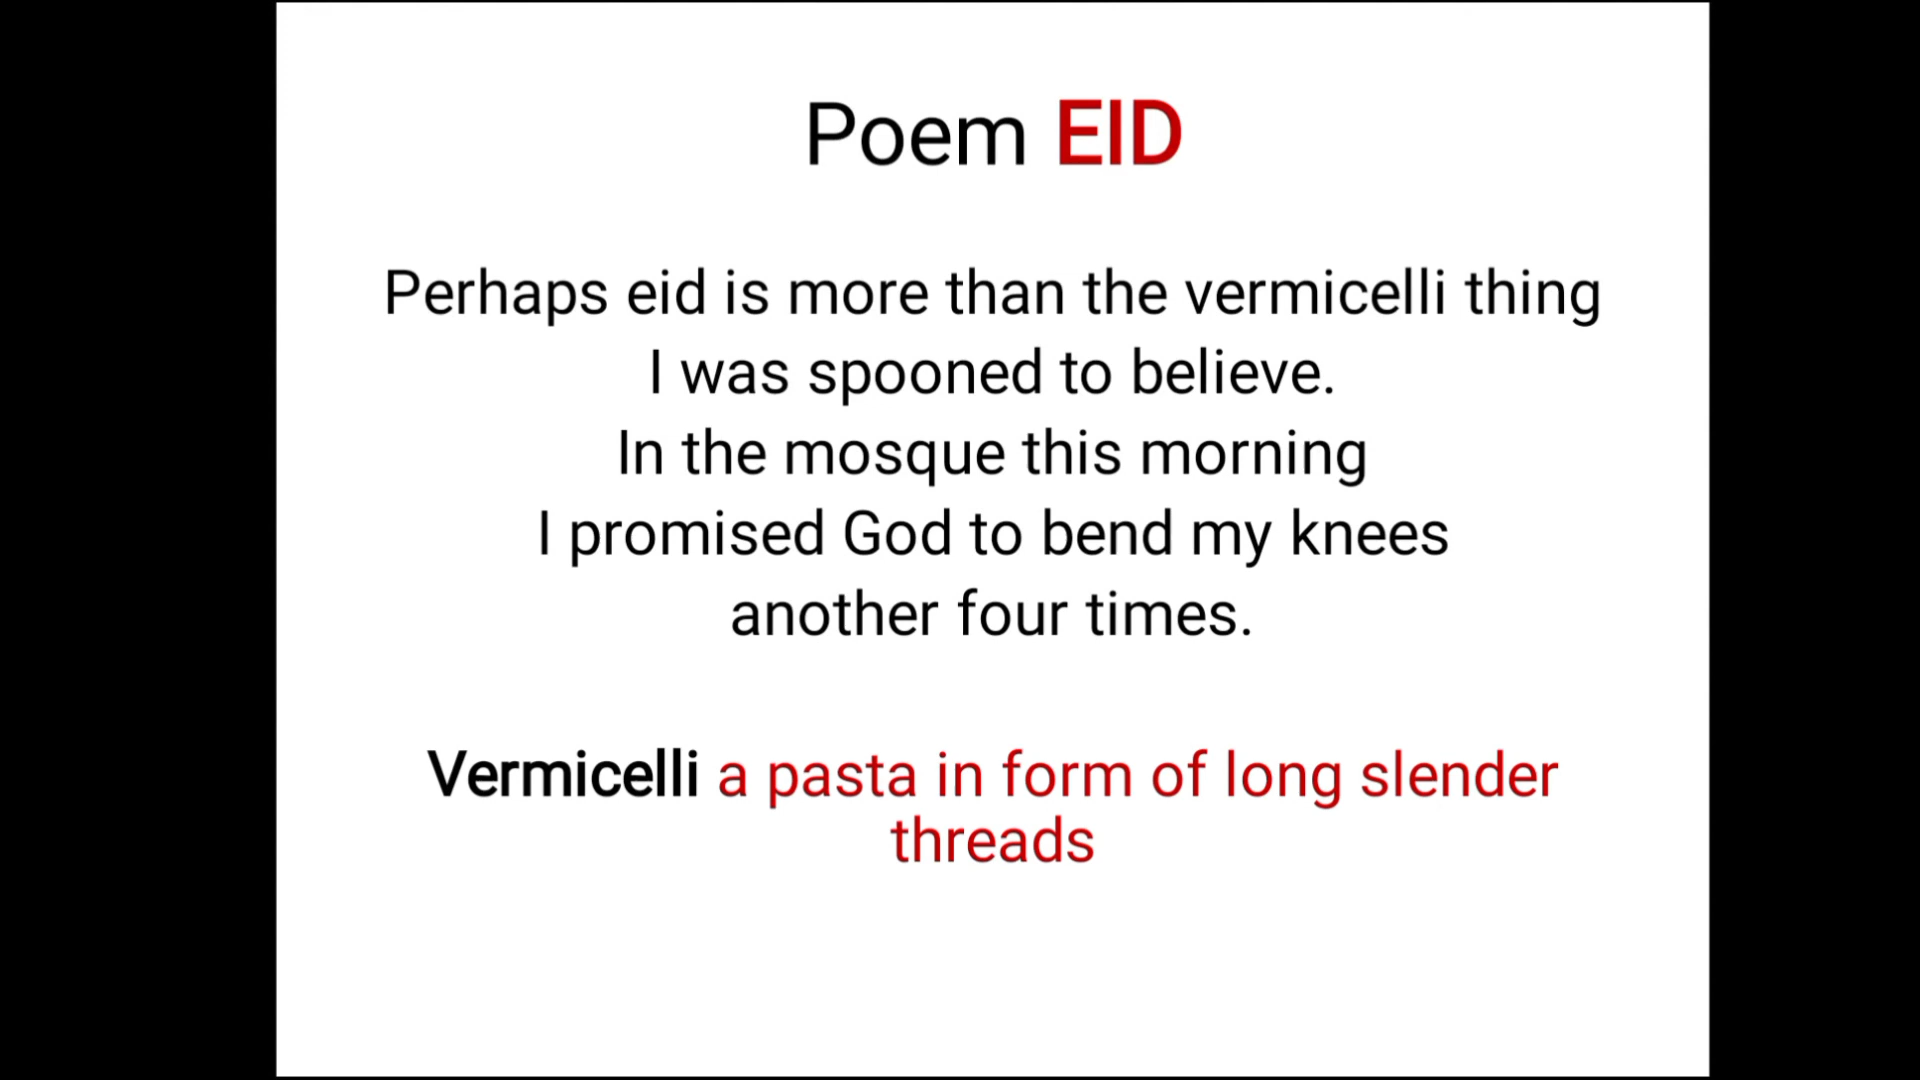 Poem EID
Perhaps eid is more than the vermicelli thing
I was spooned to believe.
In the mosque this morning
I promised God to bend my knees
another four times.
Vermicelli a pasta in form of long slender
threads